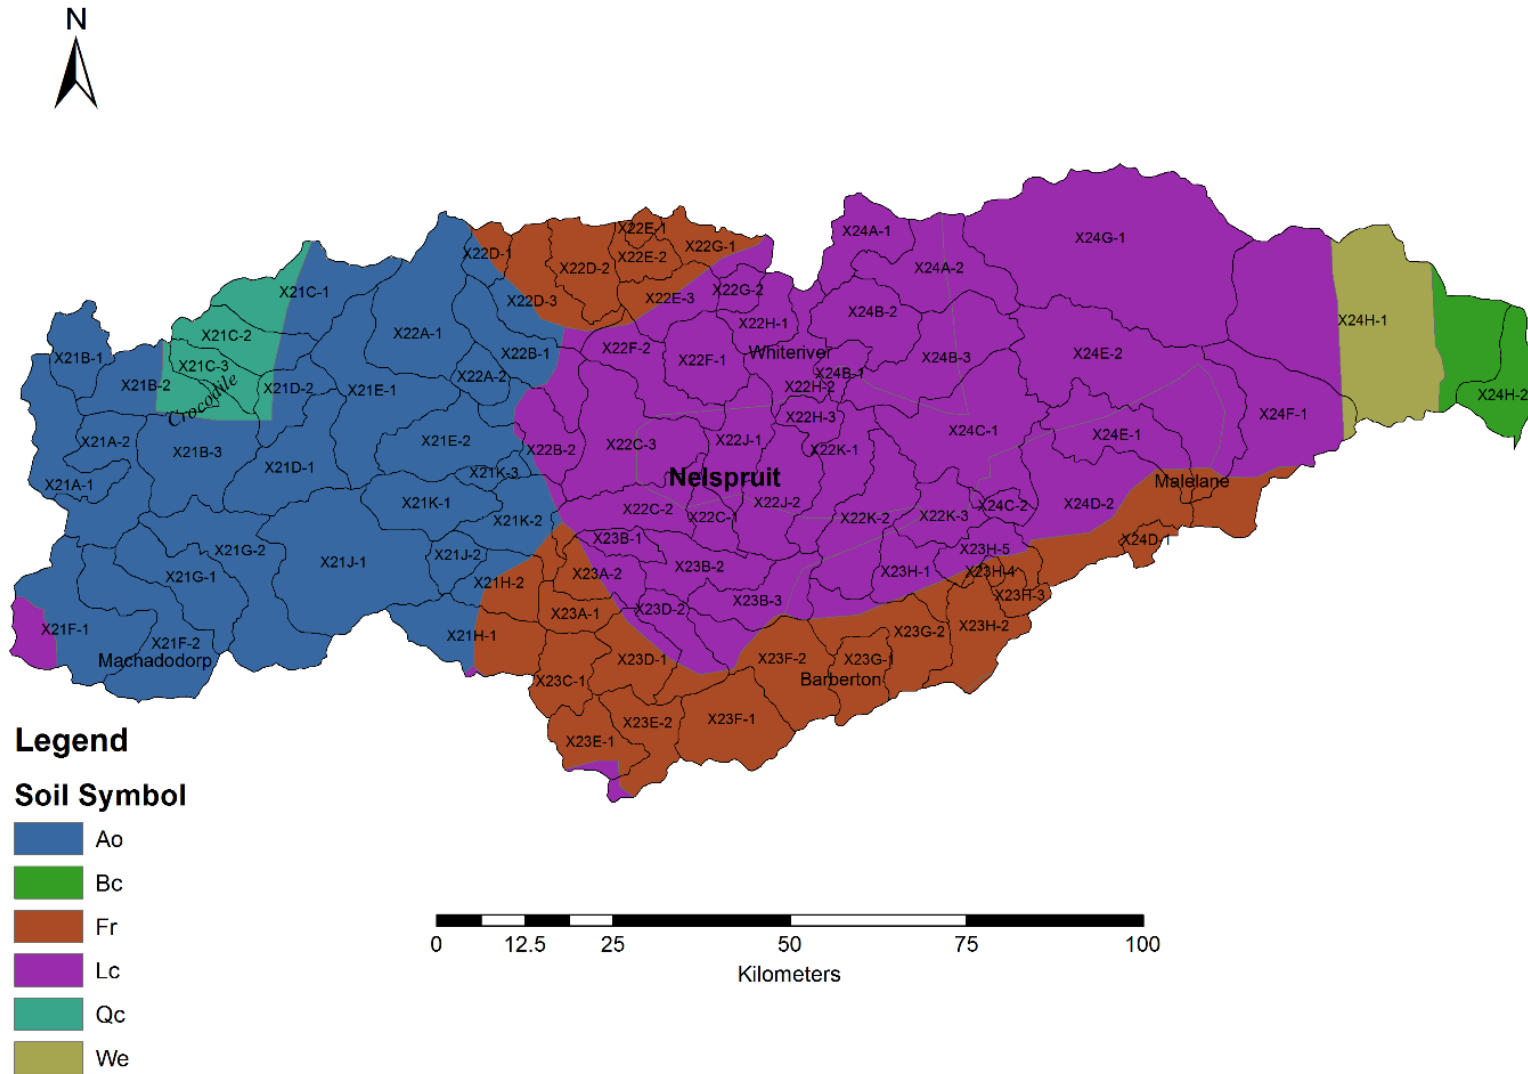 N
X24A-1
X24G-1
X22E-1
X22G-1
X22D-1
X22E-2
X22D-2
X24A-2
X21C-1
X22D-3
X22E-3
X22G-2
X24B-2
X22H-1
X24H-1
X21C-2
X22A-1
X22F-2
X22B-1
X22F-1
Whiteriver
X24B-3
X24E-2
X21B-1
X21C-3
X22A-2
X24B-1
X21B-2
X21D-2
X21E-1
X22H-2
X24H-2
Crocodile
X22H-3
X24F-1
X21A-2
X21B-3
X21E-2
X22B-2
X22C-3
X22J-1
X22K-1
X24C-1
X24E-1
X21D-1
X21K-3
Nelspruit
Malelane
X21A-1
X21K-1
X22C-2
X22C-1
X22J-2
X24C-2
X24D-2
X21K-2
X22K-2
X22K-3
X21G-2
X21J-1
X21J-2
X23B-1
X23H-5
X24D-1
X21G-1
X21H-2
X23A-2
X23B-2
X23H-1
X23H-4
X23H-3
X23A-1
X23D-2
X23B-3
X21F-1
X21F-2
X21H-1
X23G-2
X23H-2
Machadodorp
X23D-1
X23F-2
X23G-1
X23C-1
Barberton
X23E-2
X23F-1
X23E-1
Legend
Soil Symbol
Ao
Bc
Fr
Lc
Qc
We
0 12.5 25 50 75 100
Kilometers